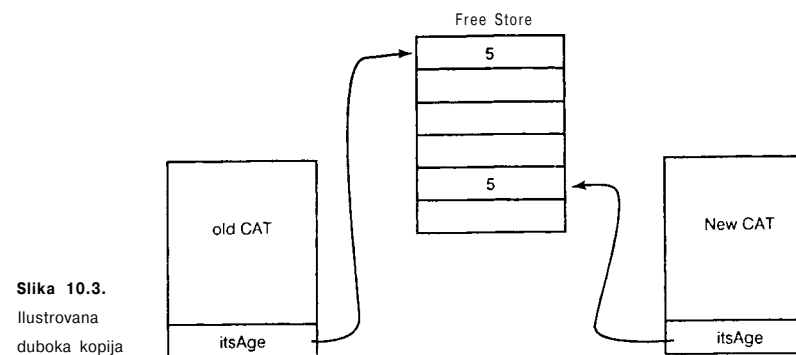 Free Store
5
5
old CAT
New CAT
itsAge
itsAge
Slika 10.3.
Ilustrovana
duboka kopija